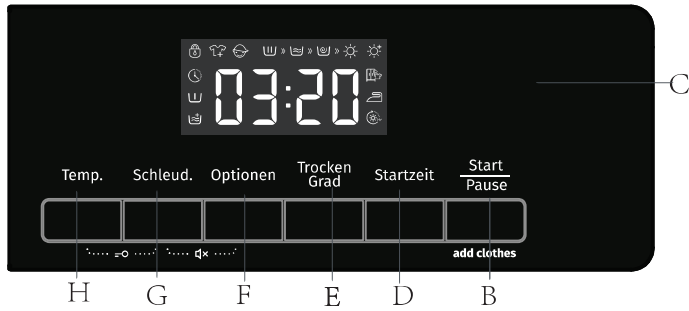 03:20
C
Temp.
Schleud.
Optionen
Trocken
Grad
Startzeit
Start
Pause
add clothes
H
G
F
E
D
B